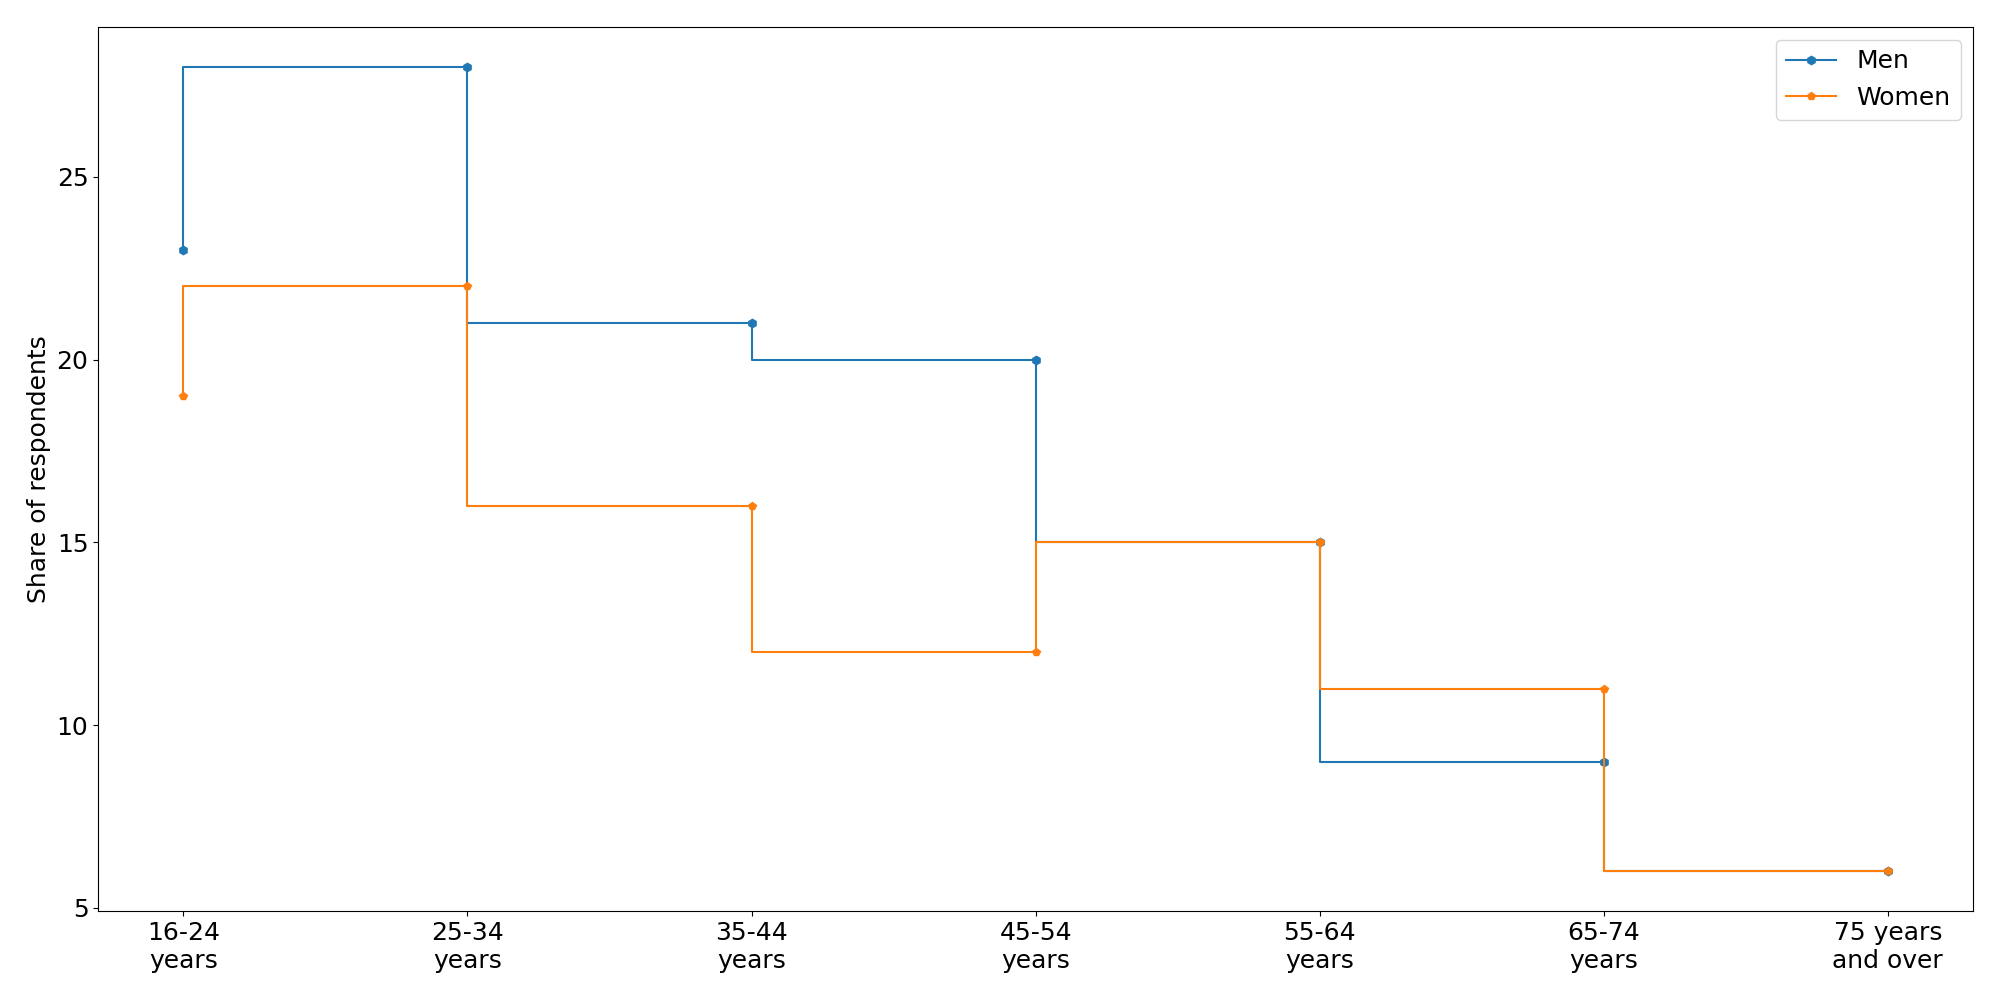 Men
Women
Share of respondents
25
20
15
10
5
16-24
years
25-34
years
35-44
years
45-54
years
55-64
years
65-74
years
75 years
and over